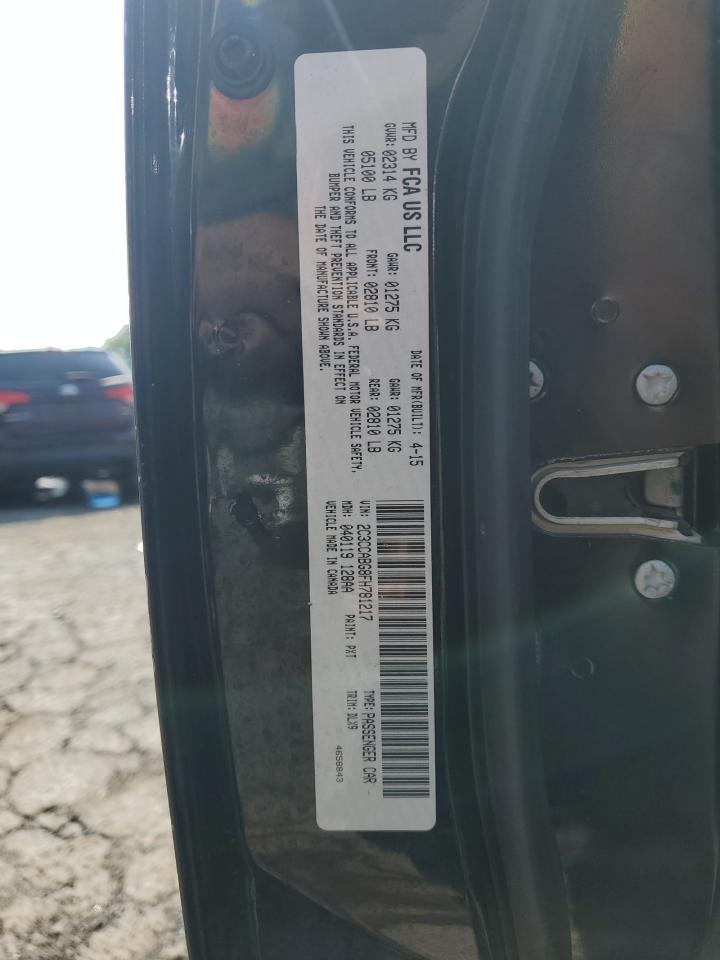 MFD BY FCA US LLC
DATE OF MFR(BUILT): 4-15
GVWR: 02314 KG
GAWR: 01275 KG
GAWR: 01275 KG
05100 LB
FRONT: 02810 LB
REAR: 02810 LB
THIS VEHICLE CONFORMS TO ALL APPLICABLE U.S.A. FEDERAL MOTOR VEHICLE SAFETY,
BUMPER AND THEFT PREVENTION STANDARDS IN EFFECT ON
THE DATE OF MANUFACTURE SHOWN ABOVE.
VIN: 2C3CCABG8FH781217
TYPE: PASSENGER CAR -
MDH: 040119 128AA
PAINT: PXT
TRIM: DLX9
VEHICLE MADE IN CANADA
4658843